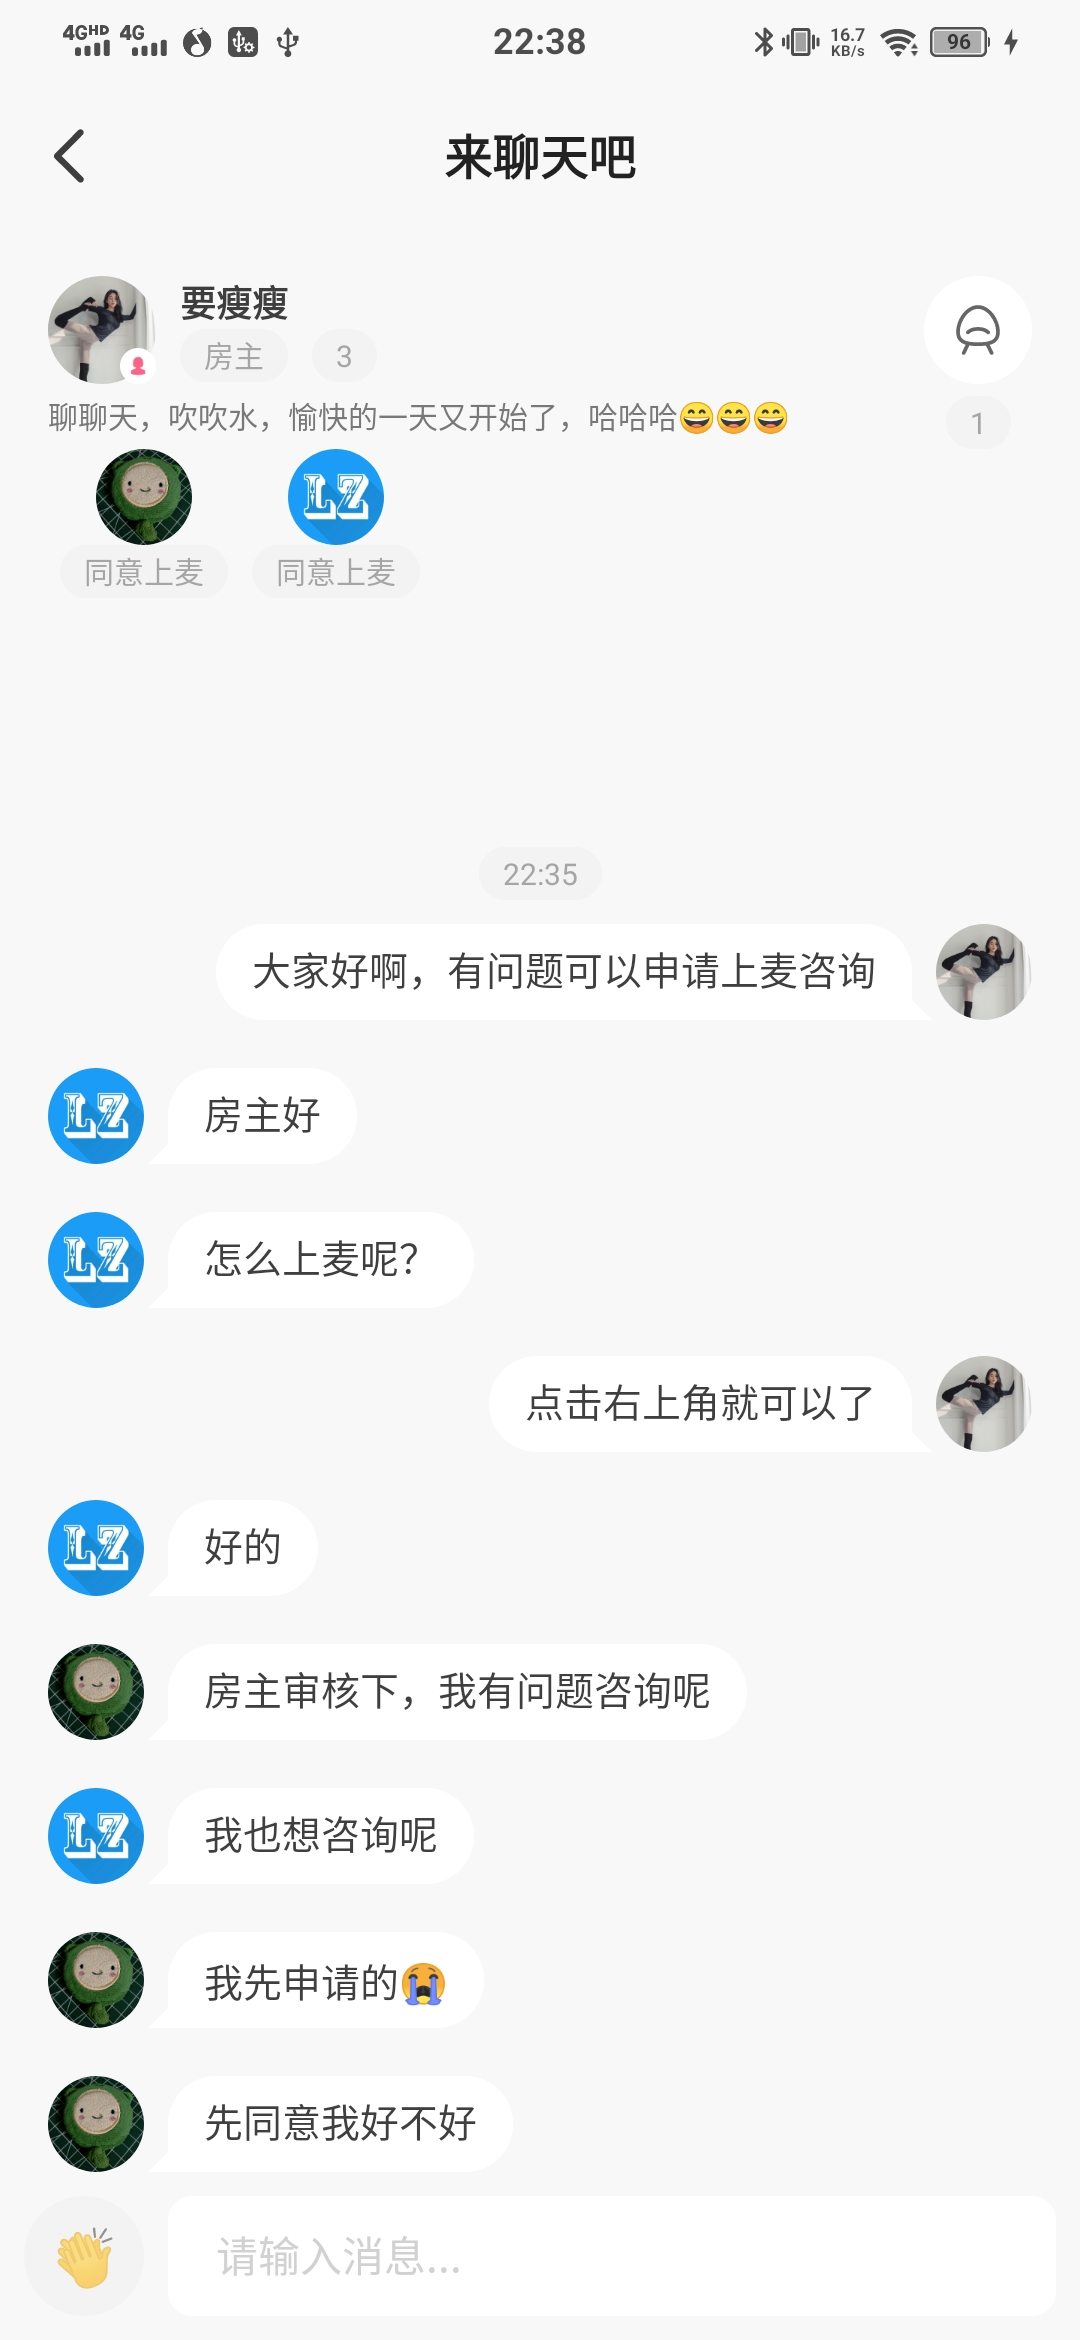 4GHD 4G 22:38 16.7 KB/s 96
来聊天吧
要瘦瘦
房主 3
聊聊天，吹吹水，愉快的一天又开始了，哈哈哈😄😄😄
1
LZ
同意上麦 同意上麦
22:35
大家好啊，有问题可以申请上麦咨询
LZ 房主好
LZ 怎么上麦呢？
点击右上角就可以了
LZ 好的
房主审核下，我有问题咨询呢
LZ 我也想咨询呢
我先申请的😭
先同意我好不好
请输入消息...